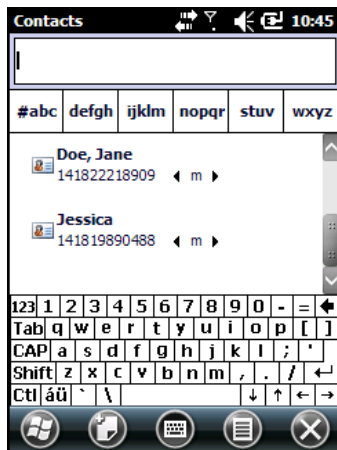 Contacts 10:45
#abc defgh ijklm nopqr stuv wxyz
Doe, Jane
141822218909 m
Jessica
141819890488 m
123 1 2 3 4 5 6 7 8 9 0 - =
Tab q w e r t y u i o p [ ]
CAP a s d f g h j k l ; '
Shift z x c v b n m , . /
Ctl áü ` \